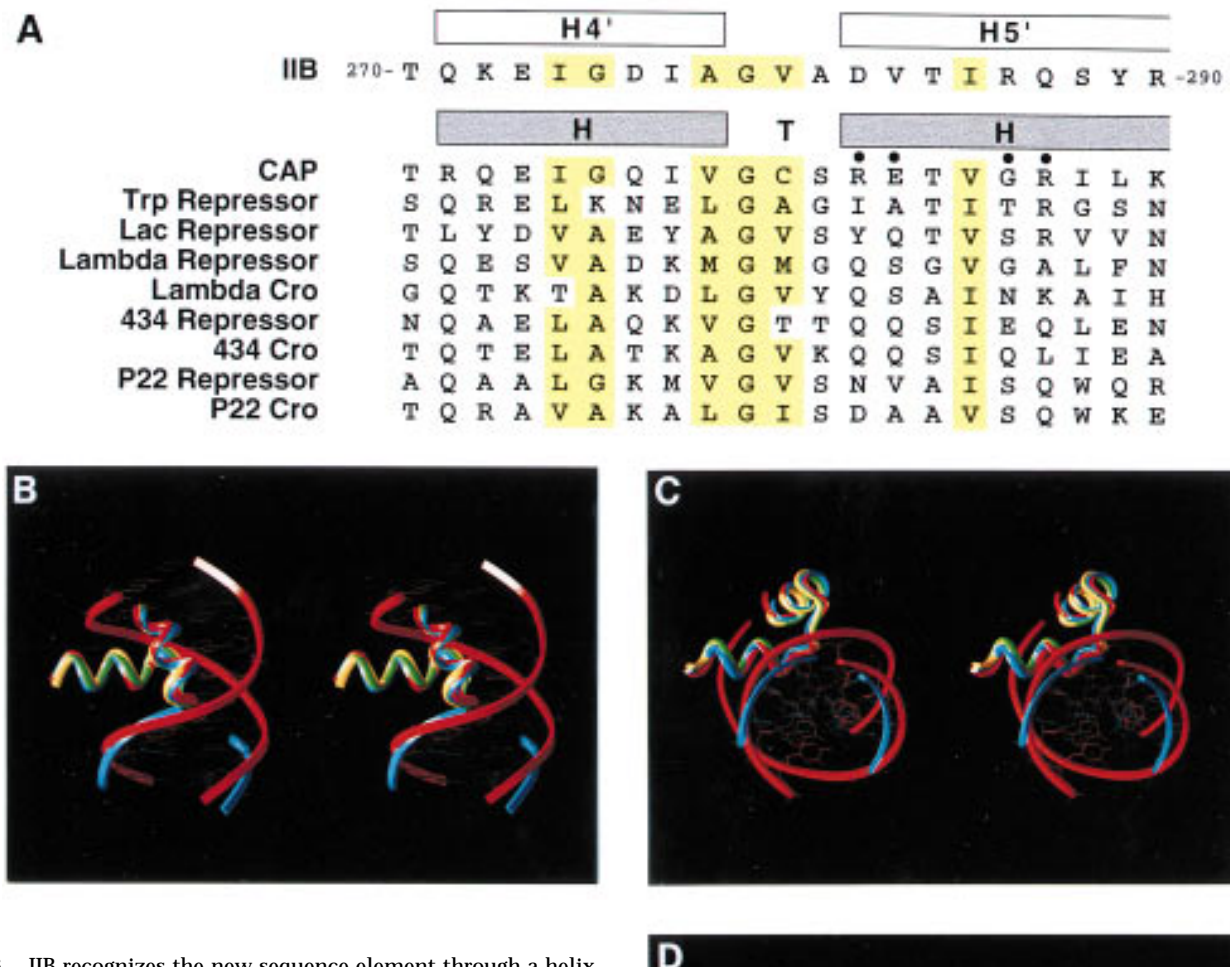 A
H4'
H5'
IIB 270- T Q K E I G D I A G V A D V T I R Q S Y R -290
H T H
CAP T R Q E I G Q I V G C S R E T V G R I L K
Trp Repressor S Q R E L K N E L G A G I A T I T R G S N
Lac Repressor T L Y D V A E Y A G V S Y Q T V S R V V N
Lambda Repressor S Q E S V A D K M G M G Q S G V G A L F N
Lambda Cro G Q T K T A K D L G V Y Q S A I N K A I H
434 Repressor N Q A E L A Q K V G T T Q Q S I E Q L E N
434 Cro T Q T E L A T K A G V K Q Q S I Q L I E A
P22 Repressor A Q A A L G K M V G V S N V A I S Q W Q R
P22 Cro T Q R A V A K A L G I S D A A V S Q W K E
B
C
IIB recognizes the new sequence element through a helix
D